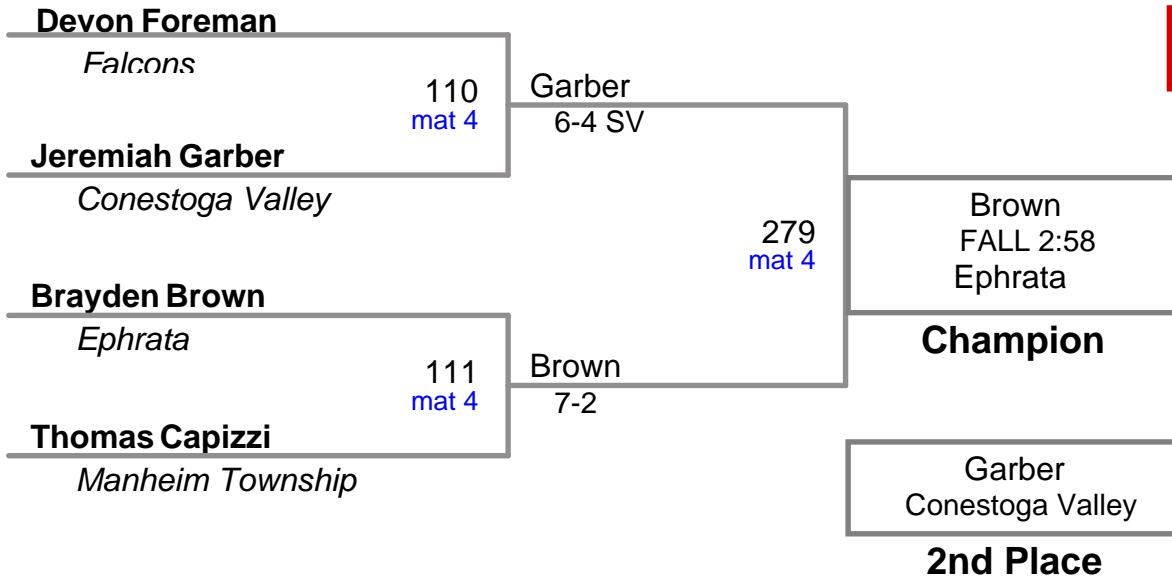 Devon Foreman
Falcons
110
mat 4
Garber
6-4 SV
Jeremiah Garber
Conestoga Valley
279
mat 4
Brown
FALL 2:58
Ephrata
Champion
Brayden Brown
Ephrata
111
mat 4
Brown
7-2
Thomas Capizzi
Manheim Township
Garber
Conestoga Valley
2nd Place